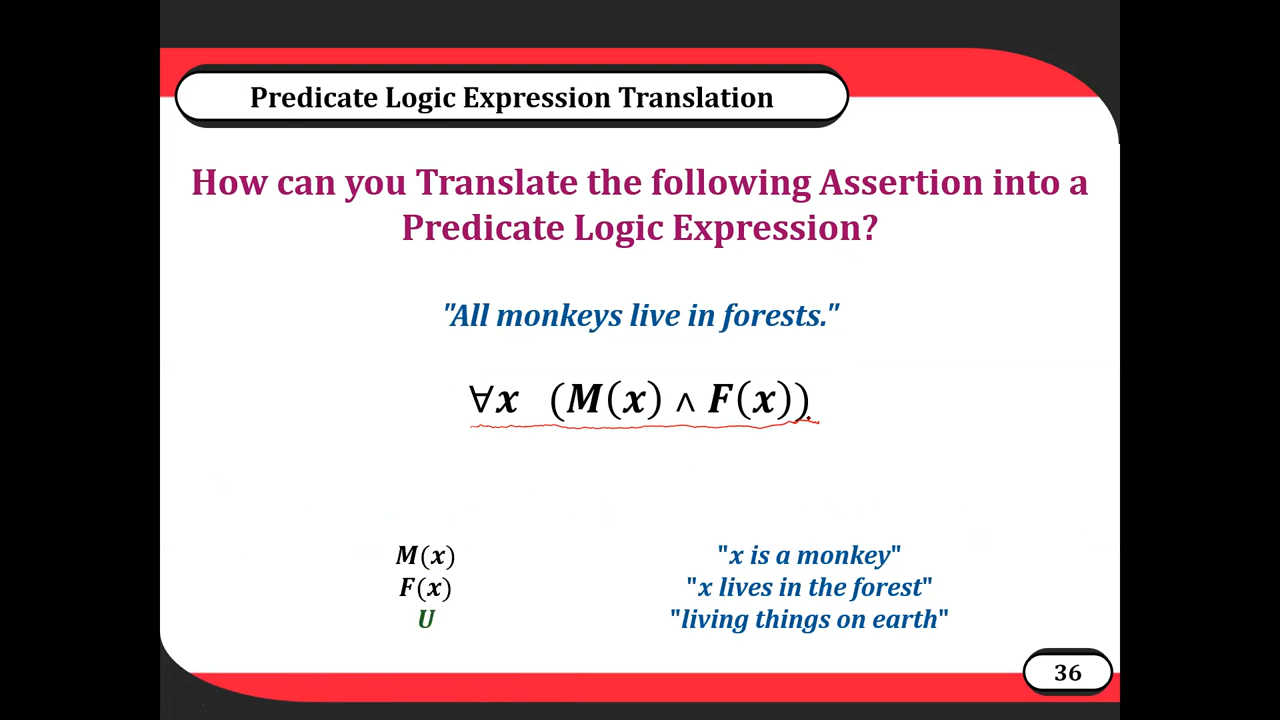 Predicate Logic Expression Translation
How can you Translate the following Assertion into a
Predicate Logic Expression?
"All monkeys live in forests."
∀x (M(x) ∧ F(x))
M(x) "x is a monkey"
F(x) "x lives in the forest"
U "living things on earth"
36